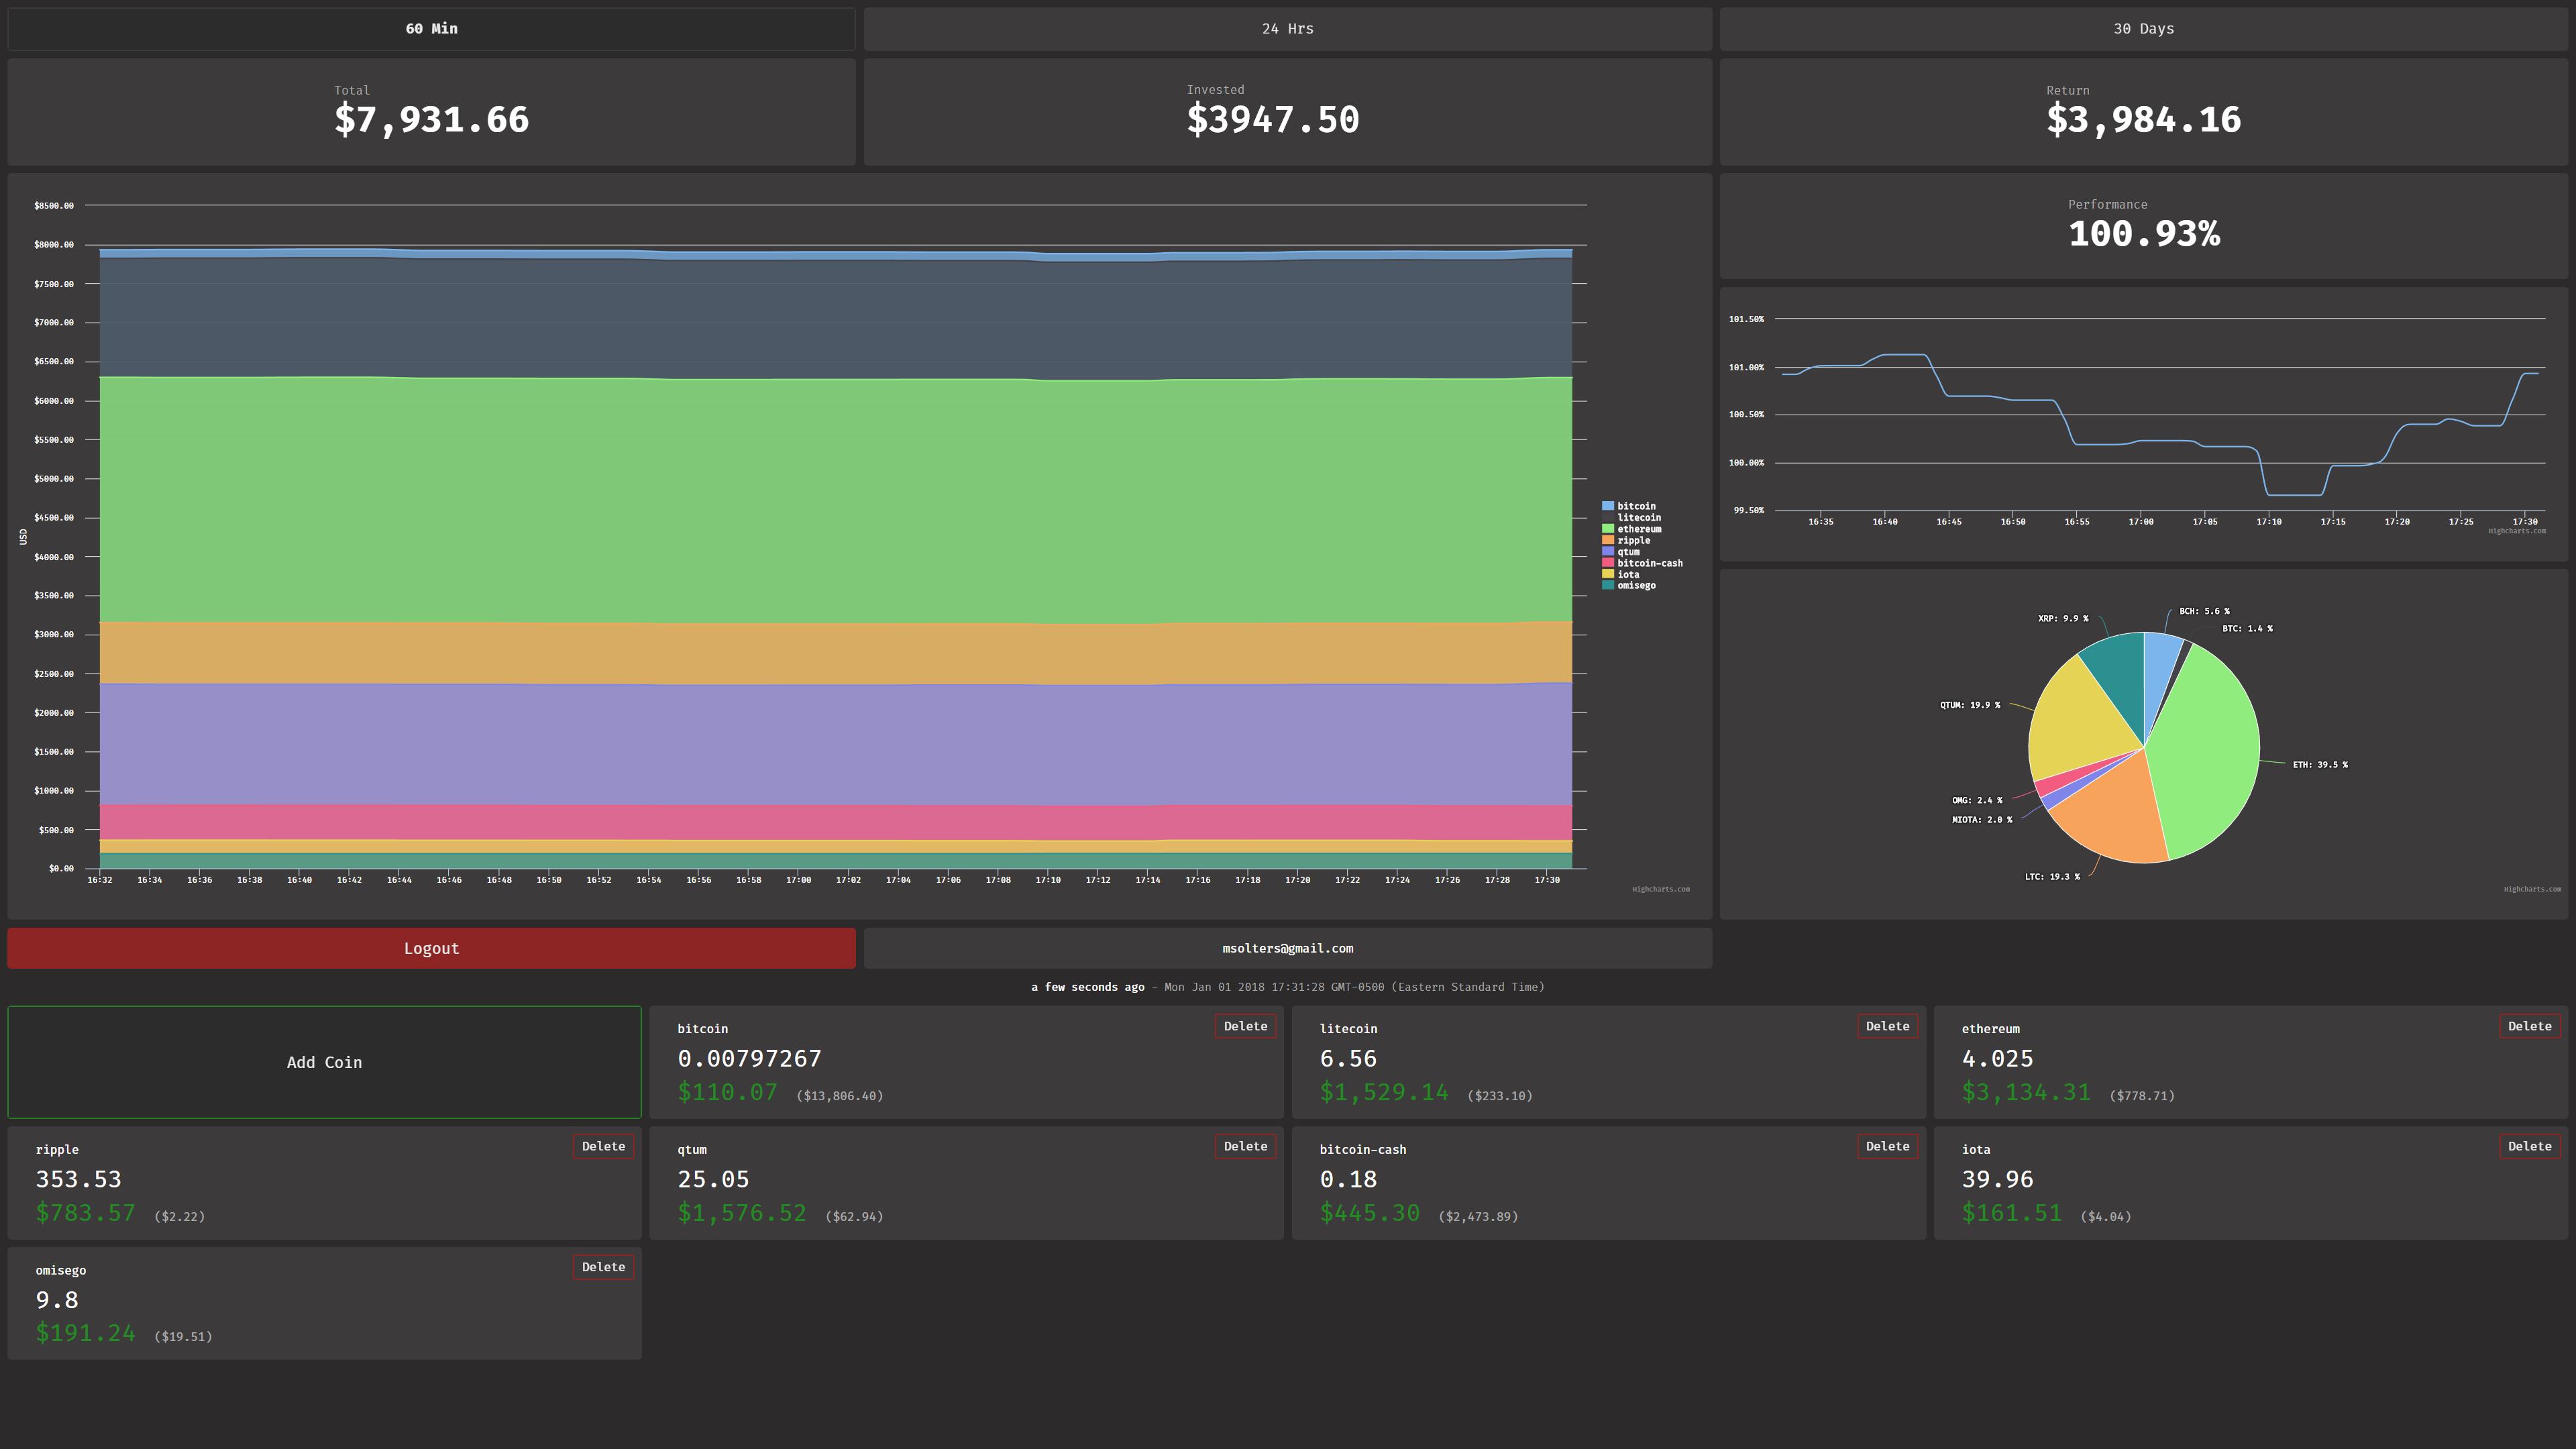 60 Min
24 Hrs
30 Days
Total
$7,931.66
Invested
$3947.50
Return
$3,984.16
$8500.00
$8000.00
$7500.00
$7000.00
$6500.00
$6000.00
$5500.00
$5000.00
$4500.00
$4000.00
$3500.00
$3000.00
$2500.00
$2000.00
$1500.00
$1000.00
$500.00
$0.00
USD
16:32 16:34 16:36 16:38 16:40 16:42 16:44 16:46 16:48 16:50 16:52 16:54 16:56 16:58 17:00 17:02 17:04 17:06 17:08 17:10 17:12 17:14 17:16 17:18 17:20 17:22 17:24 17:26 17:28 17:30
bitcoin
litecoin
ethereum
ripple
qtum
bitcoin-cash
iota
omisego
Highcharts.com
Performance
100.93%
101.50%
101.00%
100.50%
100.00%
99.50%
16:35 16:40 16:45 16:50 16:55 17:00 17:05 17:10 17:15 17:20 17:25 17:30
Highcharts.com
XRP: 9.9 %
BCH: 5.6 %
BTC: 1.4 %
QTUM: 19.9 %
ETH: 39.5 %
OMG: 2.4 %
MIOTA: 2.0 %
LTC: 19.3 %
Highcharts.com
Logout
msolters@gmail.com
a few seconds ago - Mon Jan 01 2018 17:31:28 GMT-0500 (Eastern Standard Time)
Add Coin
bitcoin
Delete
0.00797267
$110.07 ($13,806.40)
litecoin
Delete
6.56
$1,529.14 ($233.10)
ethereum
Delete
4.025
$3,134.31 ($778.71)
ripple
Delete
353.53
$783.57 ($2.22)
qtum
Delete
25.05
$1,576.52 ($62.94)
bitcoin-cash
Delete
0.18
$445.30 ($2,473.89)
iota
Delete
39.96
$161.51 ($4.04)
omisego
Delete
9.8
$191.24 ($19.51)